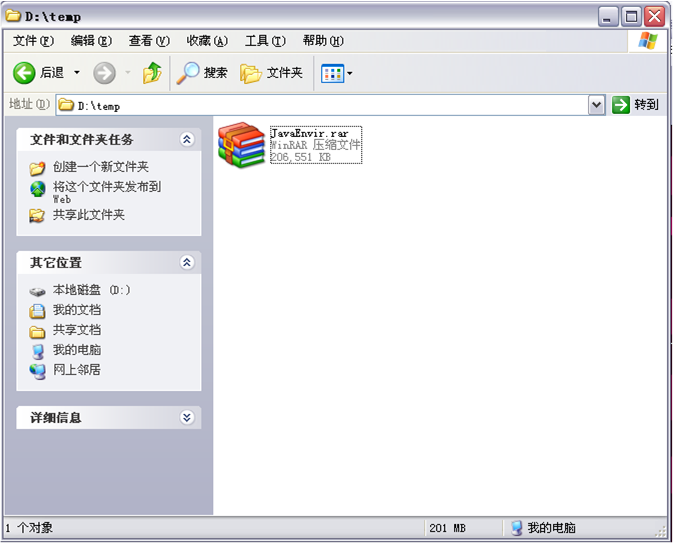 D:\temp
文件(F) 编辑(E) 查看(V) 收藏(A) 工具(T) 帮助(H)
后退 搜索 文件夹
地址(D) D:\temp 转到
文件和文件夹任务
创建一个新文件夹
将这个文件夹发布到
Web
共享此文件夹
其它位置
本地磁盘 (D:)
我的文档
共享文档
我的电脑
网上邻居
详细信息
JavaEnvir.rar
WinRAR 压缩文件
206,551 KB
1 个对象 201 MB 我的电脑